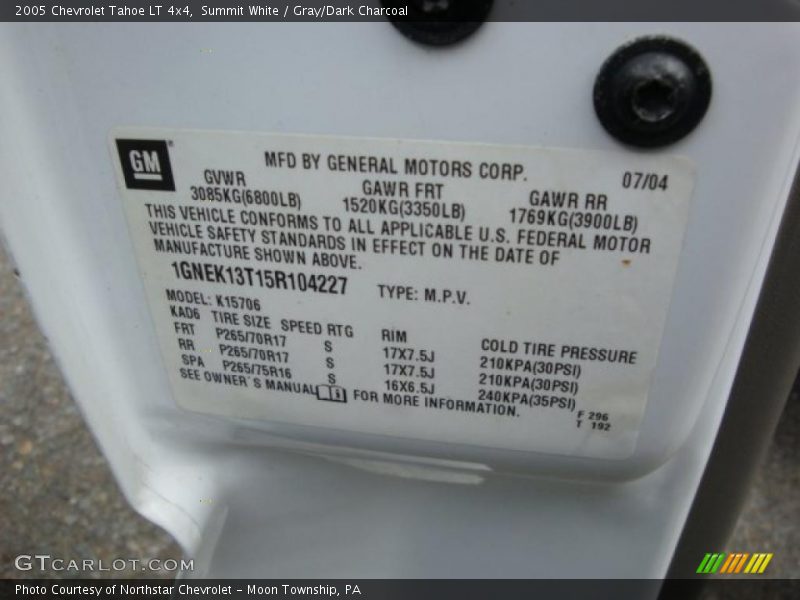 2005 Chevrolet Tahoe LT 4x4, Summit White / Gray/Dark Charcoal
GM
MFD BY GENERAL MOTORS CORP. 07/04
GVWR GAWR FRT GAWR RR
3085KG(6800LB) 1520KG(3350LB) 1769KG(3900LB)
THIS VEHICLE CONFORMS TO ALL APPLICABLE U.S. FEDERAL MOTOR
VEHICLE SAFETY STANDARDS IN EFFECT ON THE DATE OF
MANUFACTURE SHOWN ABOVE.
1GNEK13T15R104227 TYPE: M.P.V.
MODEL: K15706
KAD6 TIRE SIZE SPEED RTG RIM COLD TIRE PRESSURE
FRT P265/70R17 S 17X7.5J 210KPA(30PSI)
RR P265/70R17 S 17X7.5J 210KPA(30PSI)
SPA P265/75R16 S 16X6.5J 240KPA(35PSI)
SEE OWNER'S MANUAL FOR MORE INFORMATION.
F 296
T 192
GTCARLOT.COM
Photo Courtesy of Northstar Chevrolet - Moon Township, PA